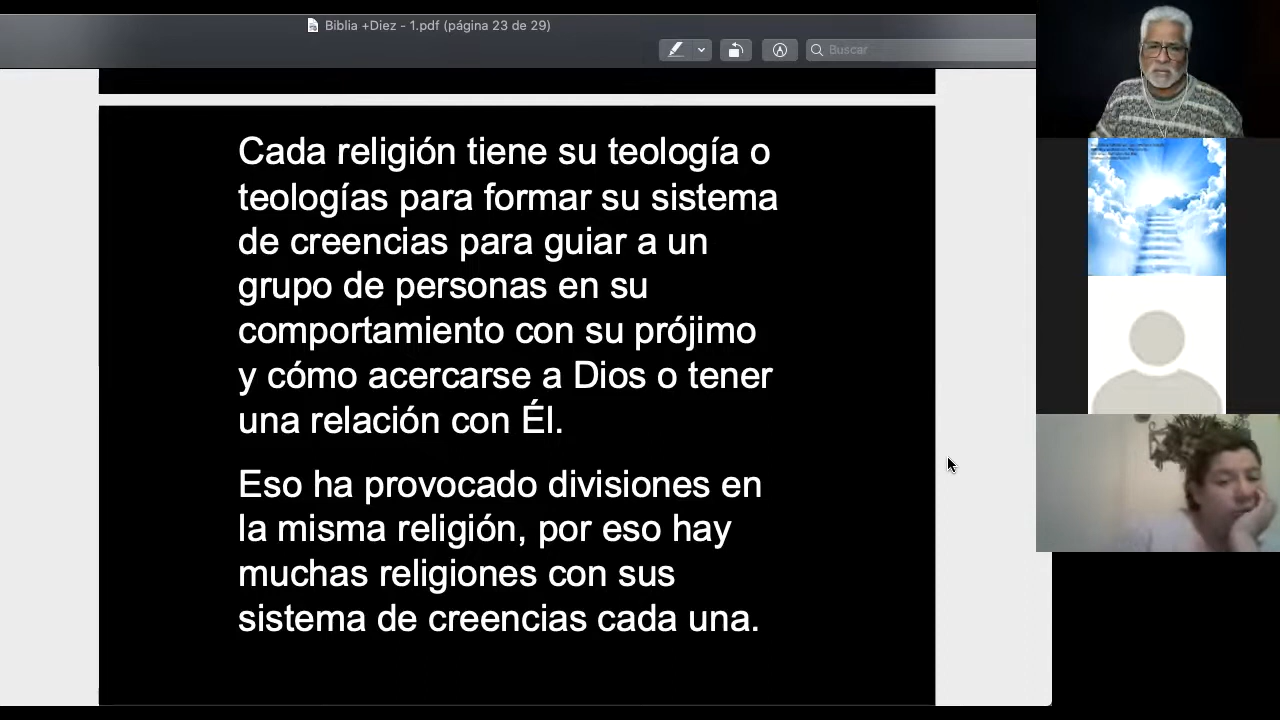 Biblia +Diez - 1.pdf (página 23 de 29)
Buscar
Cada religión tiene su teología o
teologías para formar su sistema
de creencias para guiar a un
grupo de personas en su
comportamiento con su prójimo
y cómo acercarse a Dios o tener
una relación con Él.
Eso ha provocado divisiones en
la misma religión, por eso hay
muchas religiones con sus
sistema de creencias cada una.